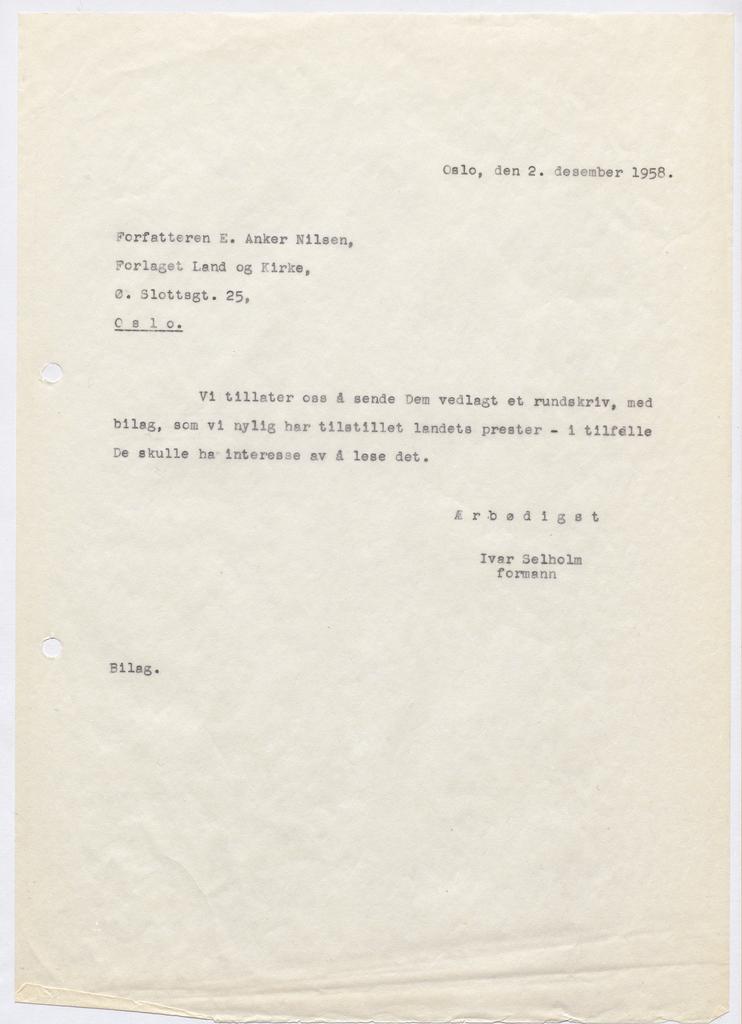 Oslo, den 2. desember 1958.
Forfatteren E. Anker Nilsen,
Forlaget Land og Kirke,
Ø. Slottsgt. 25,
O s l o.
Vi tillater oss å sende Dem vedlagt et rundskriv, med
bilag, som vi nylig har tilstillet landets prester - i tilfelle
De skulle ha interesse av å lese det.
Æ r b ø d i g s t
Ivar Selholm
formann
Bilag.